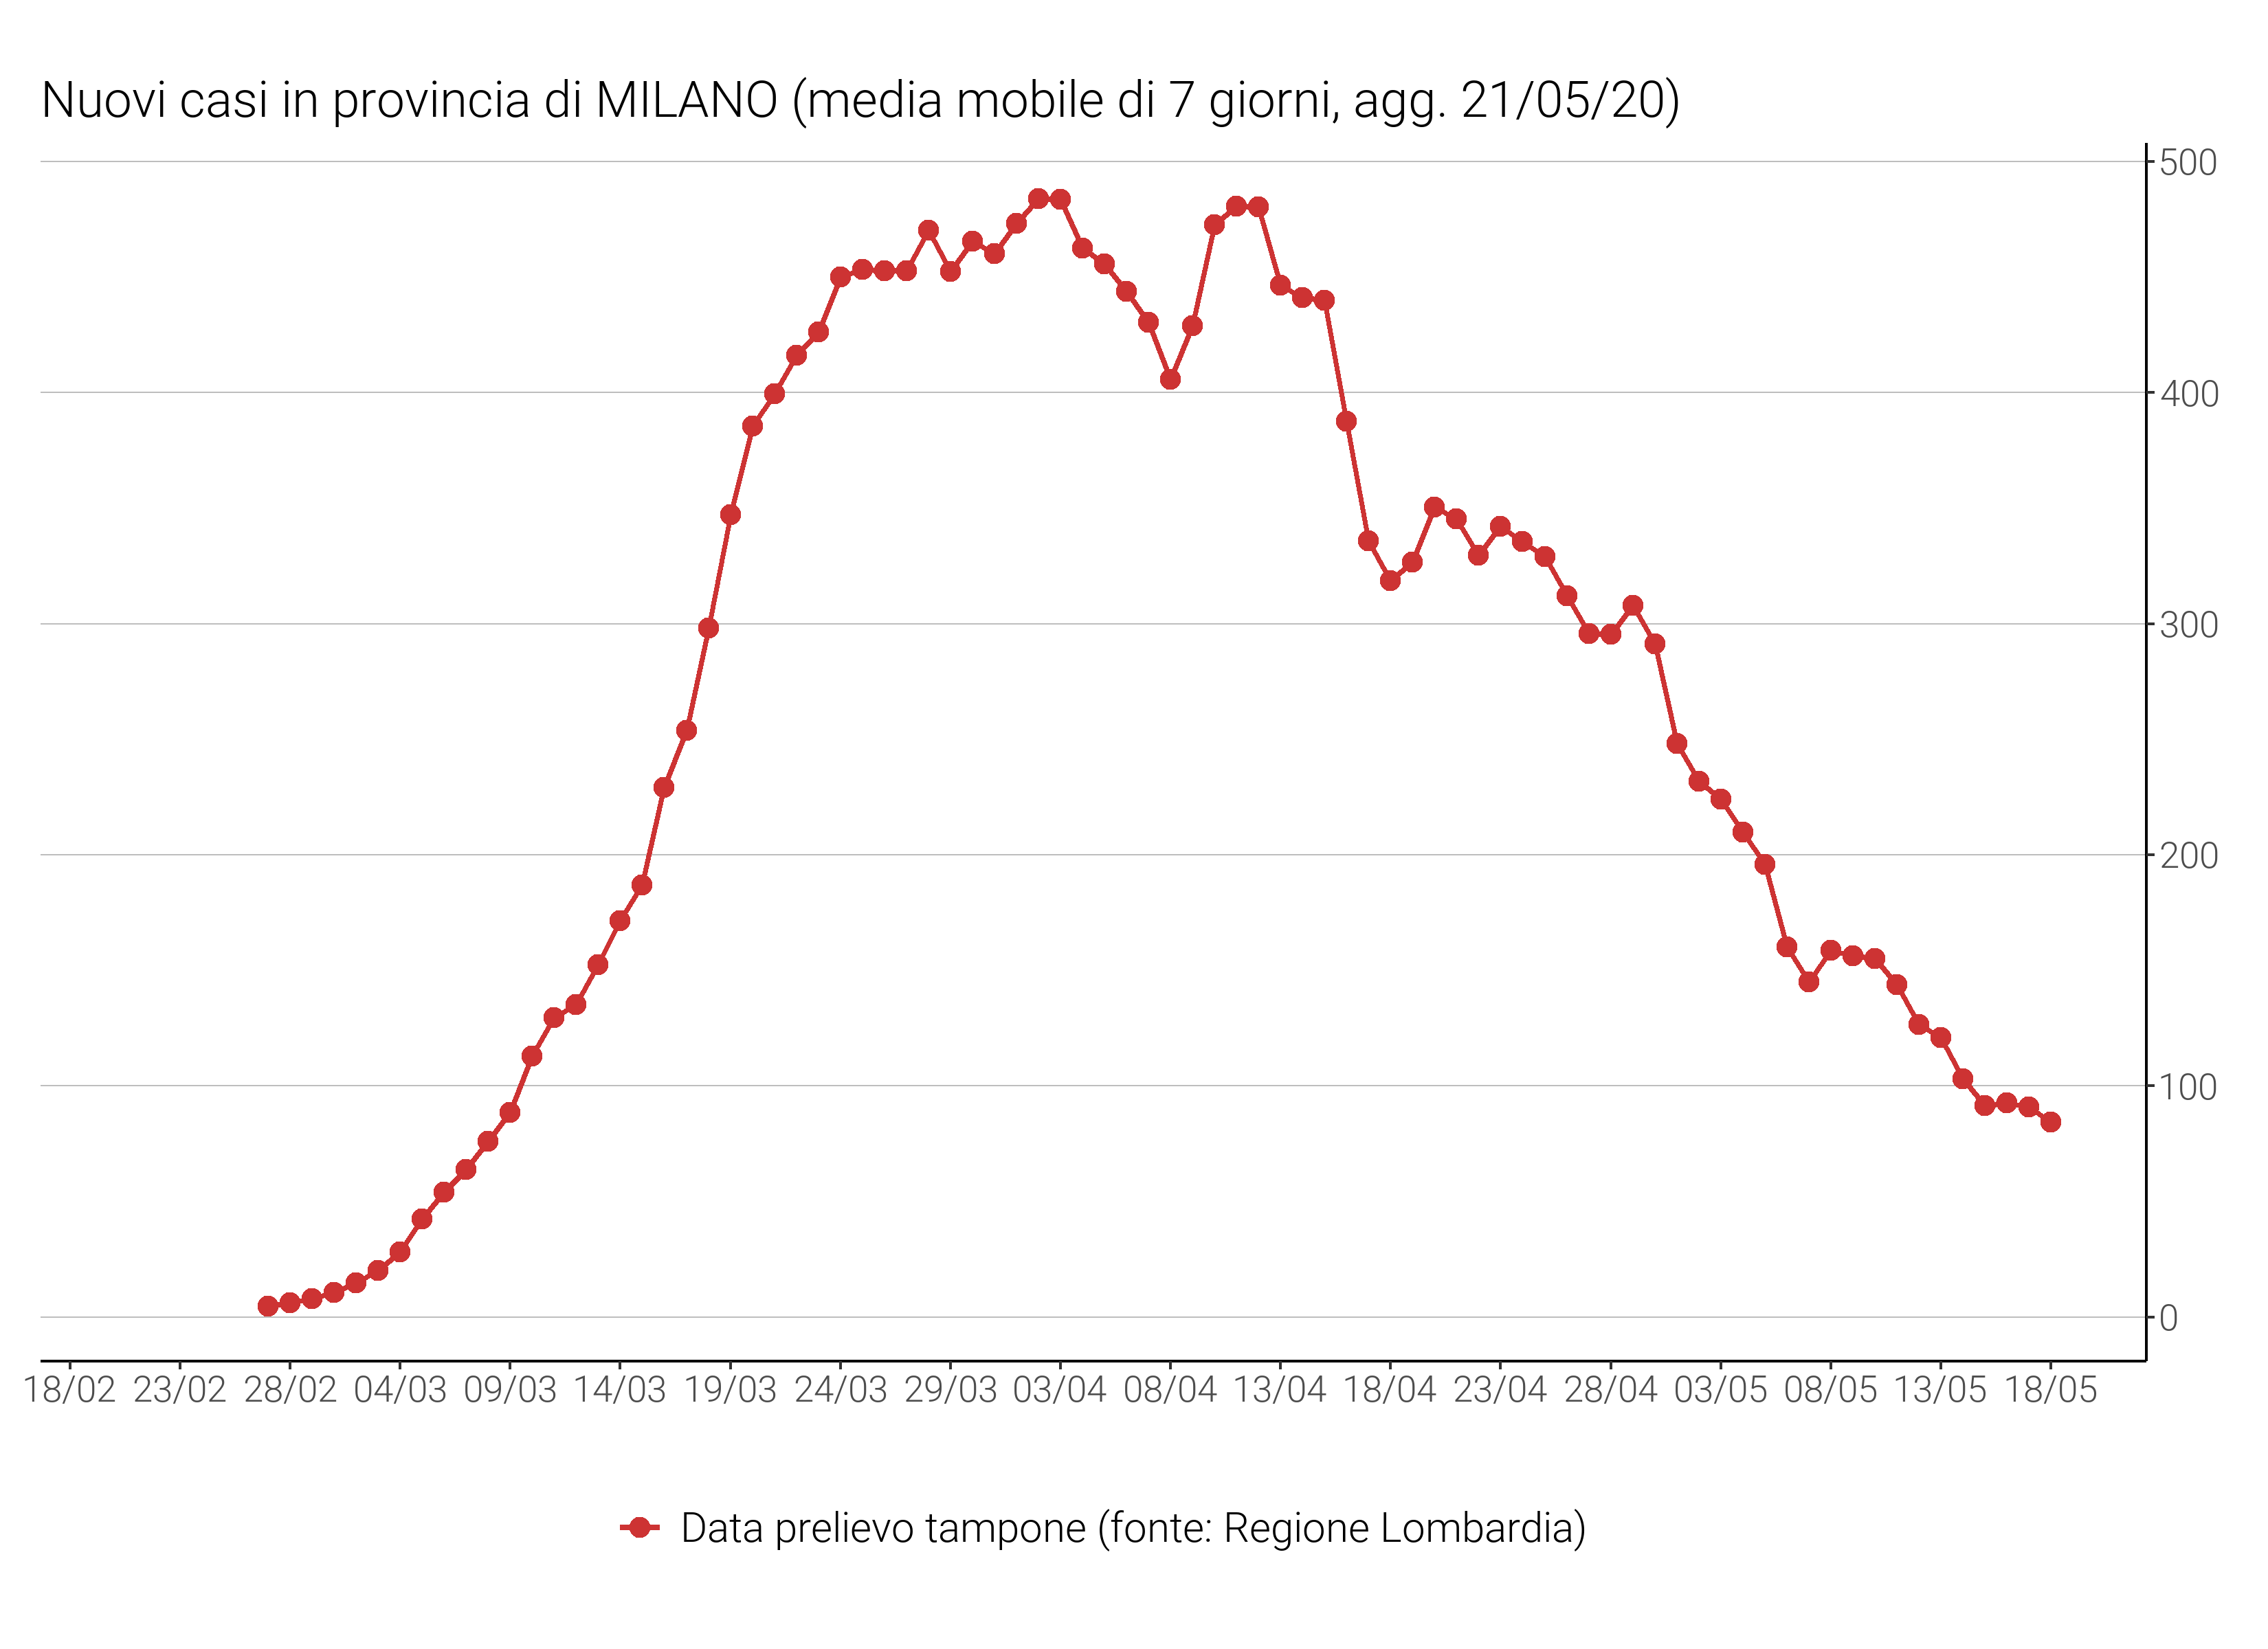 Nuovi casi in provincia di MILANO (media mobile di 7 giorni, agg. 21/05/20)
500
400
300
200
100
0
18/02 23/02 28/02 04/03 09/03 14/03 19/03 24/03 29/03 03/04 08/04 13/04 18/04 23/04 28/04 03/05 08/05 13/05 18/05
Data prelievo tampone (fonte: Regione Lombardia)